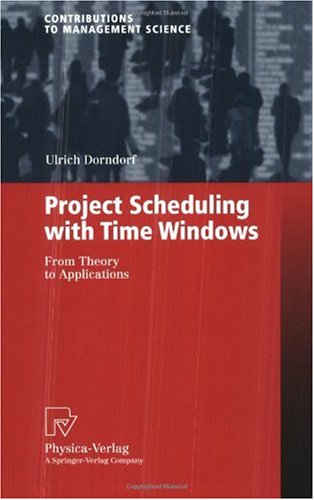 CONTRIBUTIONS
TO MANAGEMENT SCIENCE
Ulrich Dorndorf
Project Scheduling
with Time Windows
From Theory
to Applications
Physica-Verlag
A Springer-Verlag Company